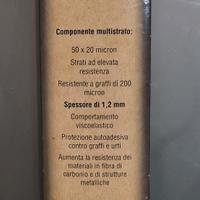 Componente multistrato:
50 x 20 micron
Strati ad elevata
resistenza
Resistente a graffi di 200
micron
Spessore di 1,2 mm
Comportamento
viscoelastico
Protezione autoadesiva
contro graffi e urti
Aumenta la resistenza dei
materiali in fibra di
carbonio e di strutture
metalliche